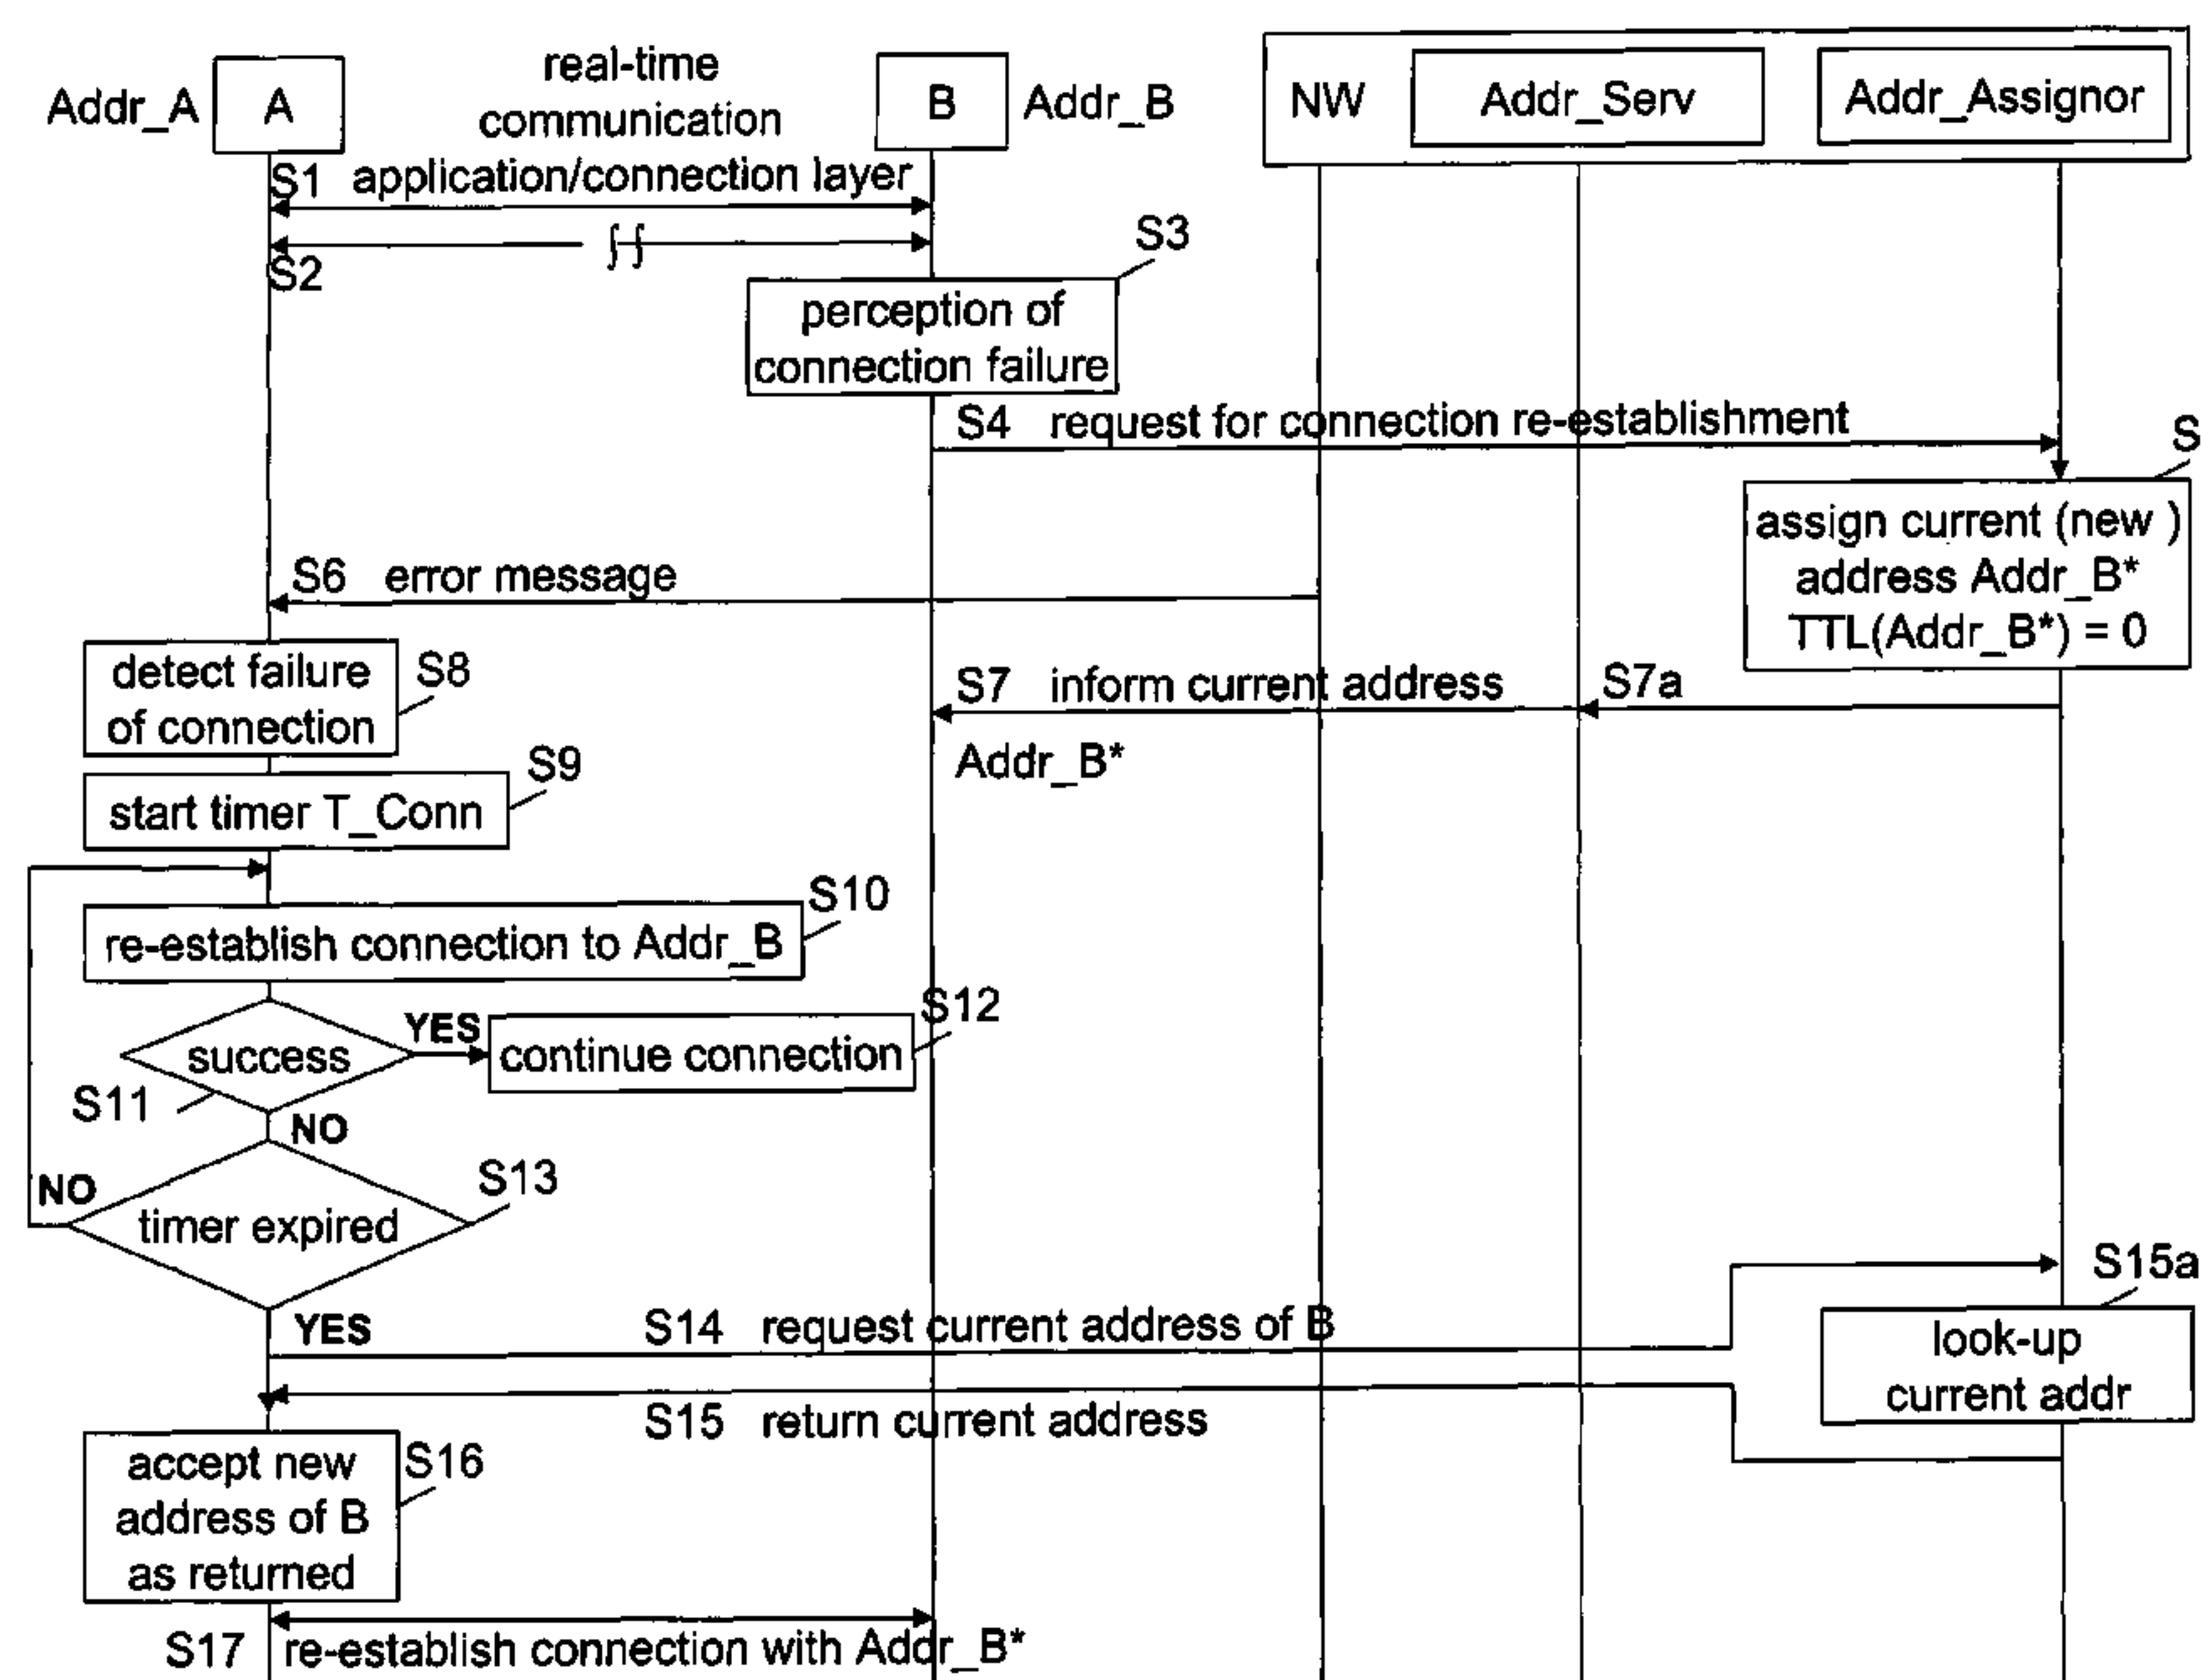 Addr_A
A
real-time
communication
B
Addr_B
NW
Addr_Serv
Addr_Assignor
S1 application/connection layer
S2
S3
perception of
connection failure
S4 request for connection re-establishment
S
assign current (new )
address Addr_B*
TTL(Addr_B*) = 0
S6 error message
detect failure
of connection
S8
S7 inform current address
S7a
Addr_B*
start timer T_Conn
S9
re-establish connection to Addr_B
S10
success
S11
YES
continue connection
S12
NO
timer expired
S13
NO
YES
S14 request current address of B
S15a
look-up
current addr
S15 return current address
accept new
address of B
as returned
S16
S17 re-establish connection with Addr_B*